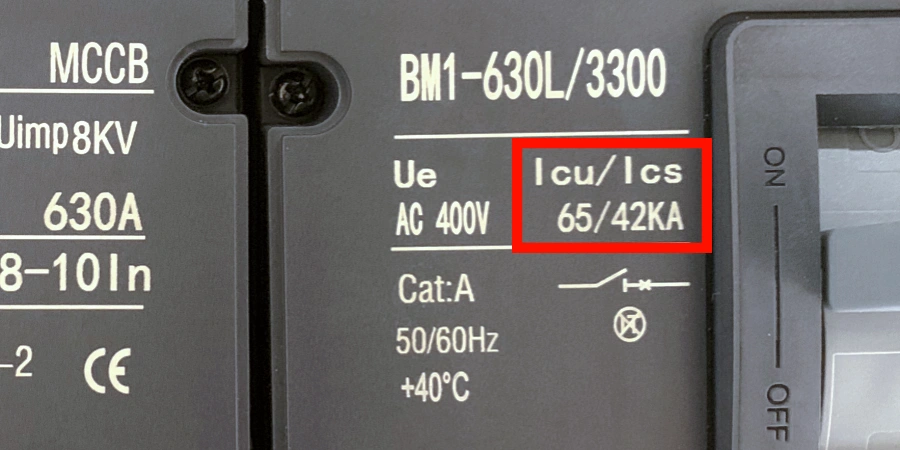 MCCB
Uimp 8KV
630A
8-10In
-2 CE
BM1-630L/3300
Ue Icu/Ics
AC 400V 65/42KA
Cat:A
50/60Hz
+40°C
ON
OFF